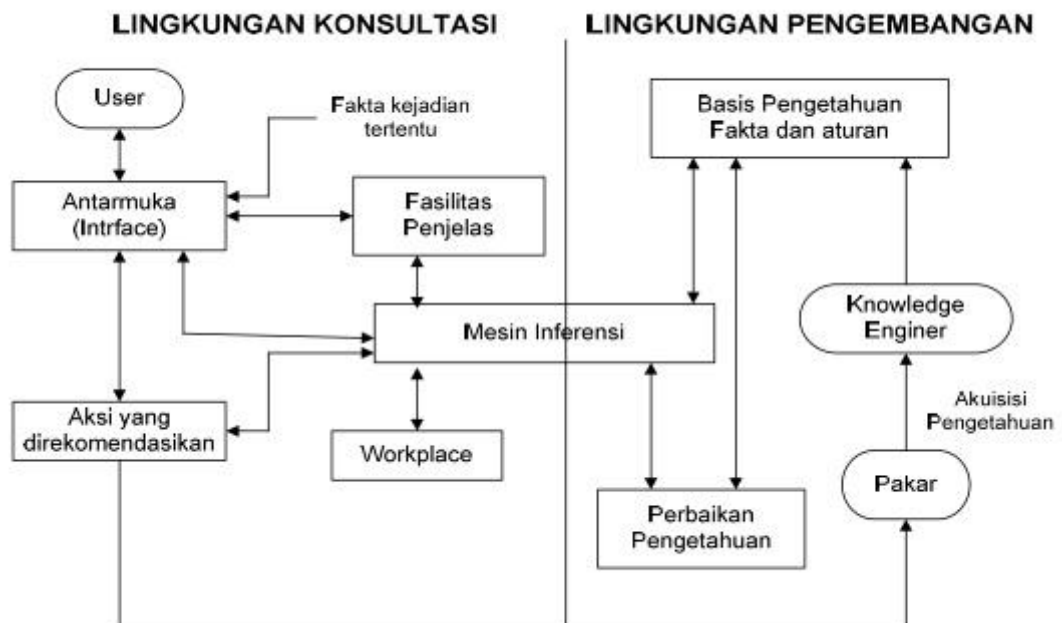 LINGKUNGAN KONSULTASI
LINGKUNGAN PENGEMBANGAN
User
Fakta kejadian
tertentu
Antarmuka
(Intrface)
Fasilitas
Penjelas
Mesin Inferensi
Aksi yang
direkomendasikan
Workplace
Basis Pengetahuan
Fakta dan aturan
Knowledge
Enginer
Akuisisi
Pengetahuan
Pakar
Perbaikan
Pengetahuan